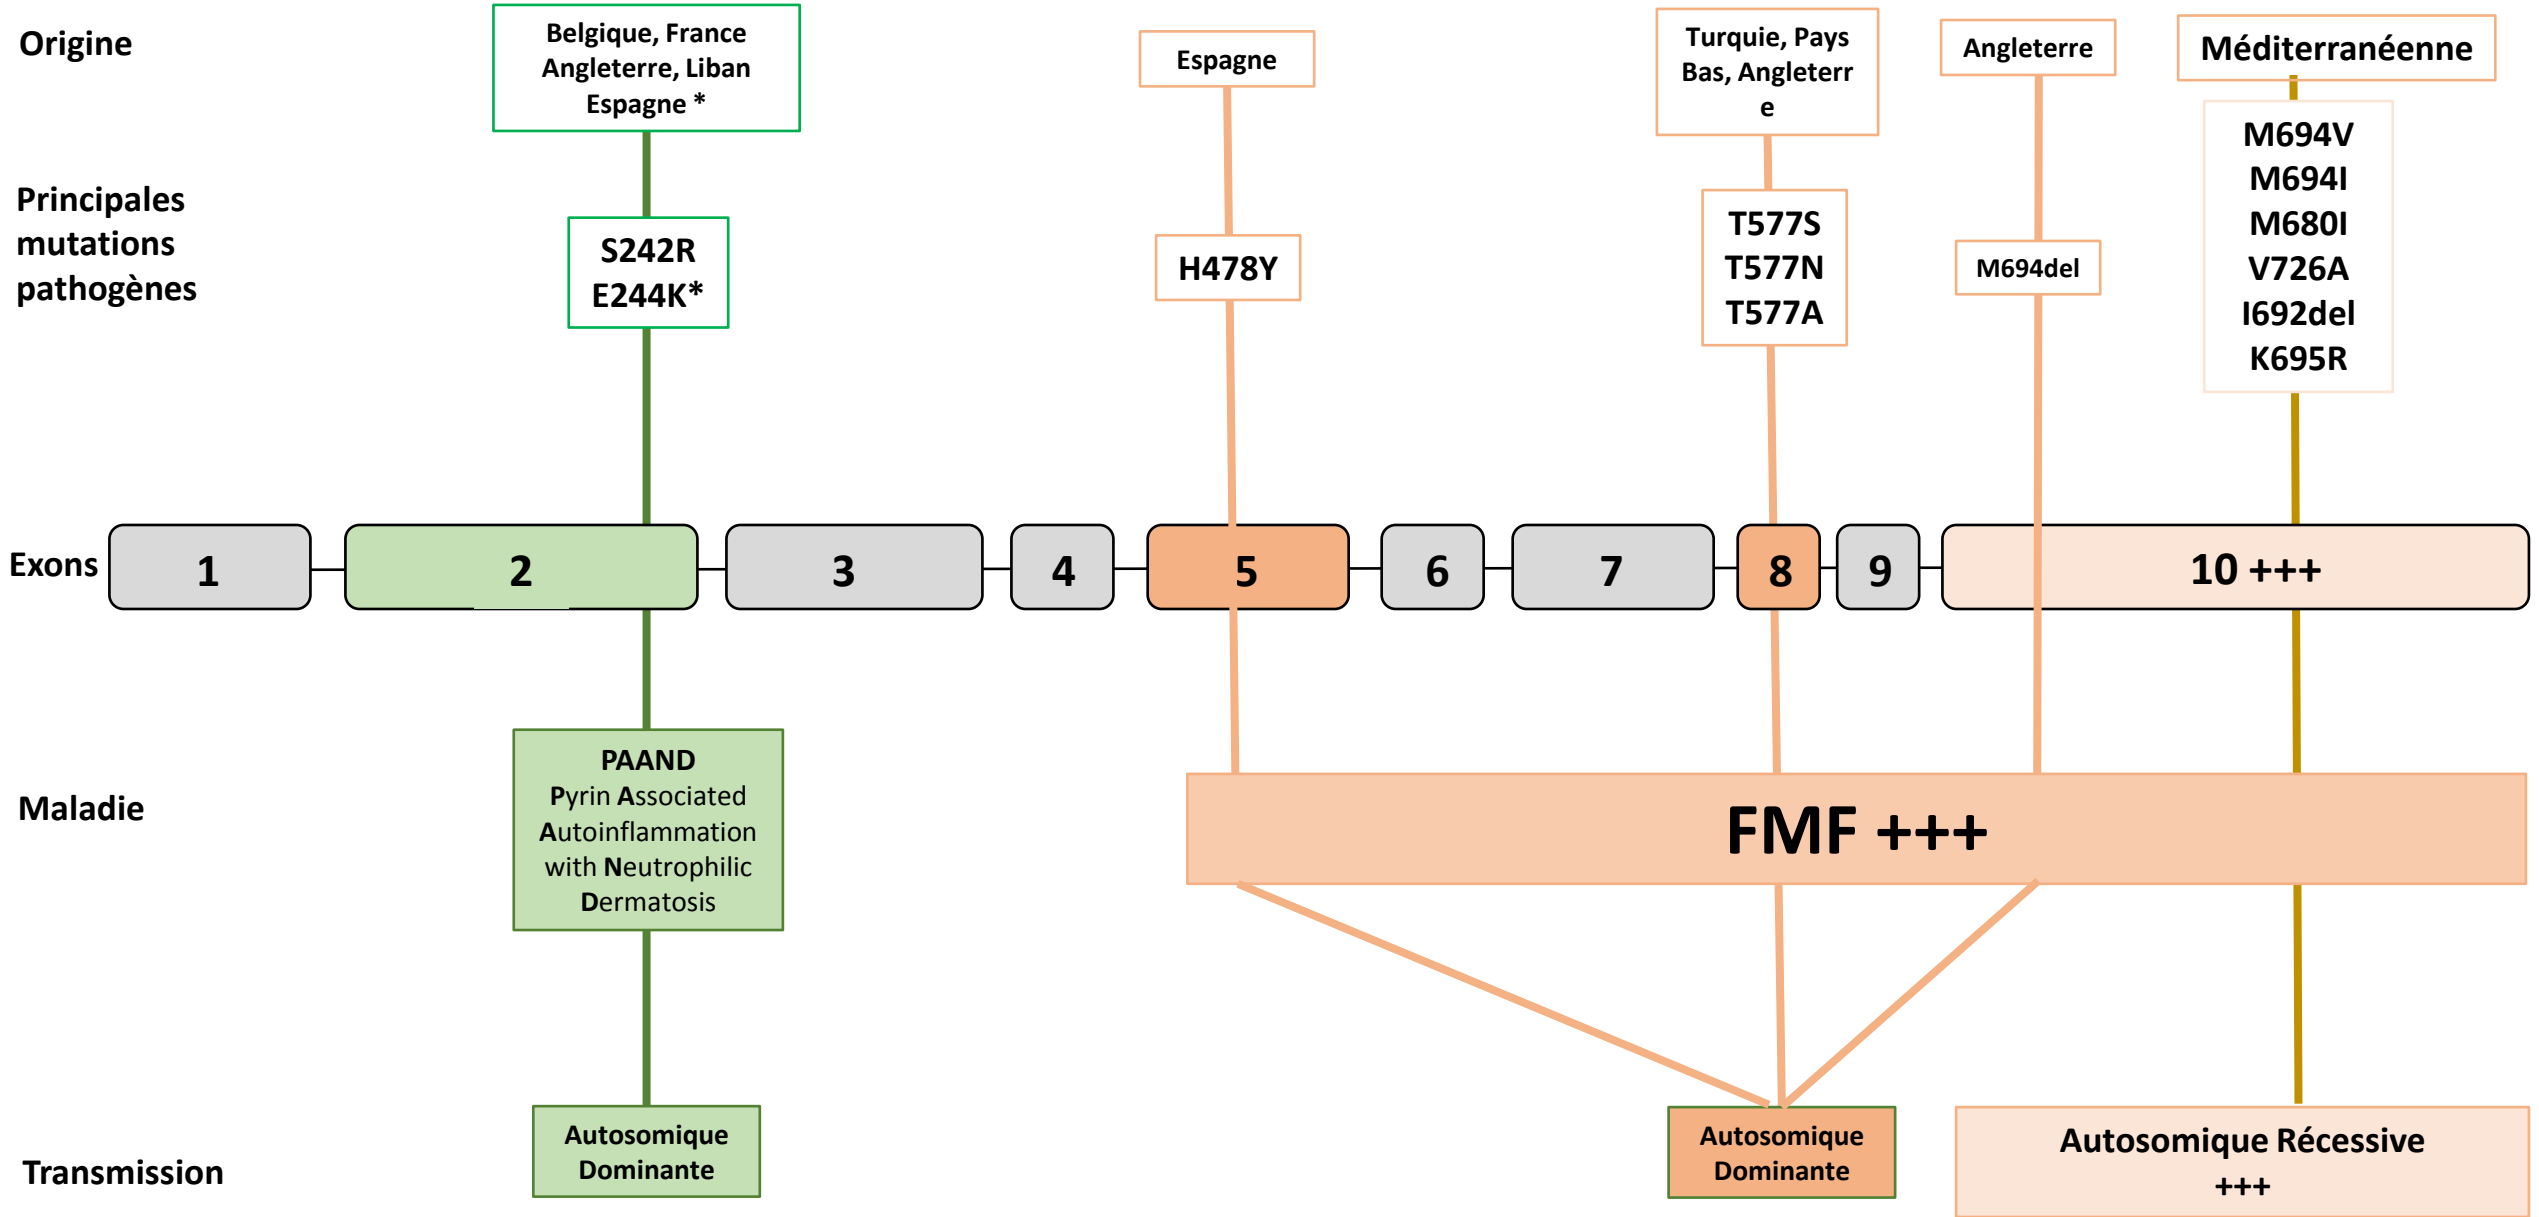 Origine
Belgique, France
Angleterre, Liban
Espagne *
Espagne
Turquie, Pays
Bas, Angleterr
e
Angleterre
Méditerranéenne
Principales
mutations
pathogènes
S242R
E244K*
H478Y
T577S
T577N
T577A
M694del
M694V
M694I
M680I
V726A
I692del
K695R
Exons
1
2
3
4
5
6
7
8
9
10 +++
Maladie
PAAND
Pyrin Associated
Autoinflammation
with Neutrophilic
Dermatosis
FMF +++
Transmission
Autosomique
Dominante
Autosomique
Dominante
Autosomique Récessive
+++